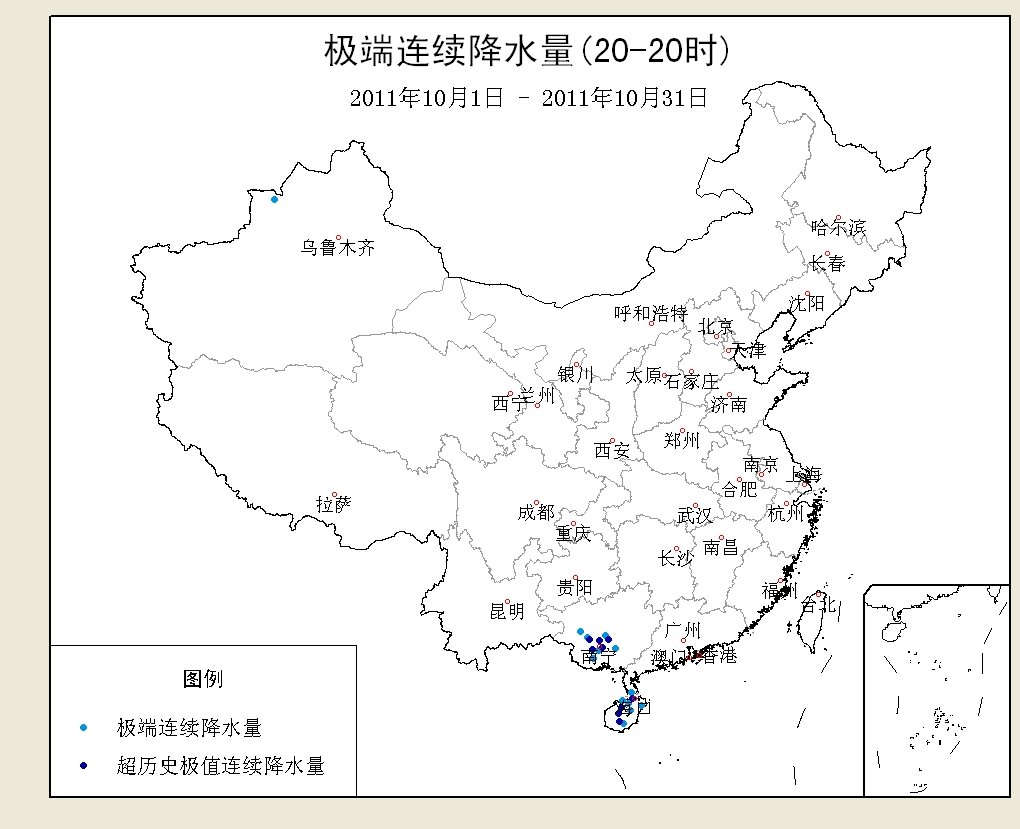 极端连续降水量(20-20时)
2011年10月1日 - 2011年10月31日
哈尔滨
乌鲁木齐
长春
沈阳
呼和浩特
北京
天津
银川
太原
石家庄
西宁
兰州
济南
郑州
西安
南京
上海
合肥
拉萨
成都
武汉
杭州
重庆
南昌
长沙
贵阳
福州
昆明
台北
广州
南宁
澳门
香港
海口
图例
极端连续降水量
超历史极值连续降水量